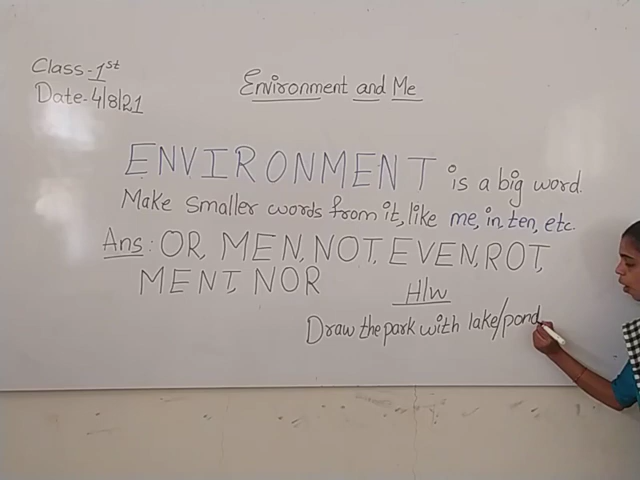 Class-1st
Date-4/8/21
Environment and Me
ENVIRONMENT is a big word.
Make smaller words from it, like me, in, ten, etc.
Ans: OR, MEN, NOT, EVEN, ROT,
MENT, NOR
H/W
Draw the park with lake/pond